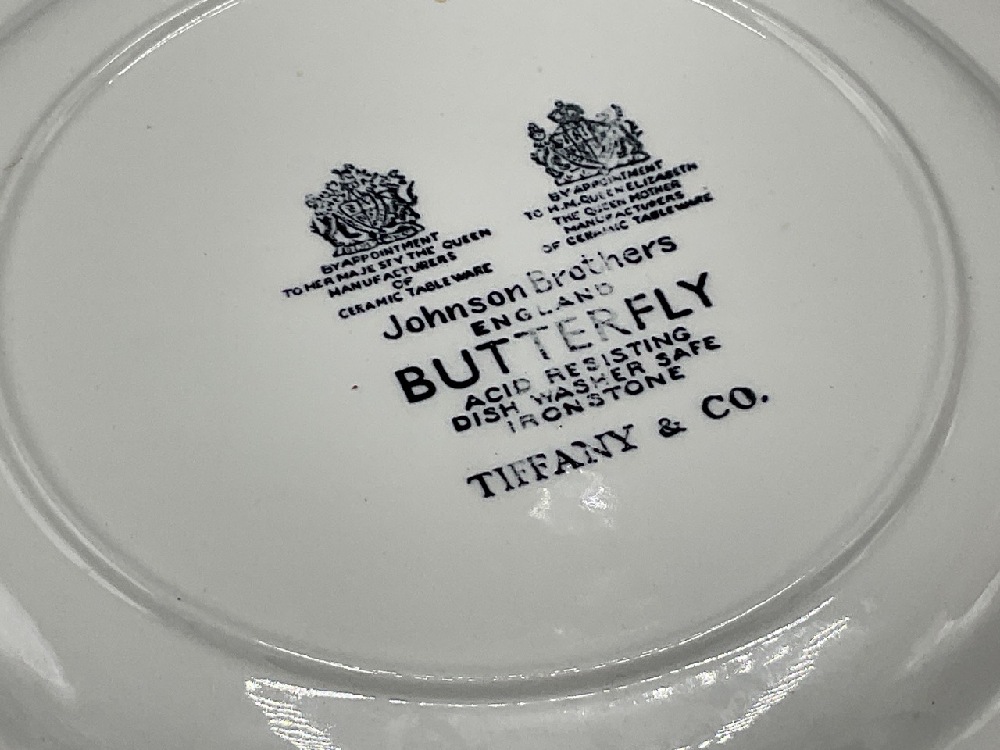 BY APPOINTMENT
TO HER MAJESTY THE QUEEN
MANUFACTURERS
OF
CERAMIC TABLEWARE
BY APPOINTMENT
TO H.M. QUEEN ELIZABETH
THE QUEEN MOTHER
MANUFACTURERS
OF CERAMIC TABLEWARE
Johnson Brothers
ENGLAND
BUTTERFLY
ACID RESISTING
DISH WASHER SAFE
IRONSTONE
TIFFANY & CO.